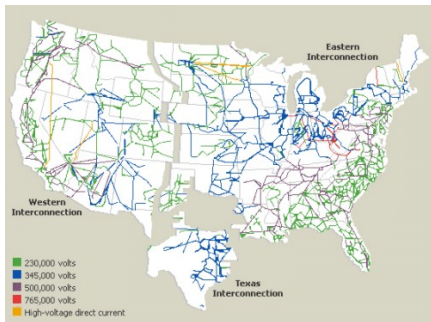 Eastern
Interconnection
Western
Interconnection
Texas
Interconnection
230,000 volts
345,000 volts
500,000 volts
765,000 volts
High-voltage direct current